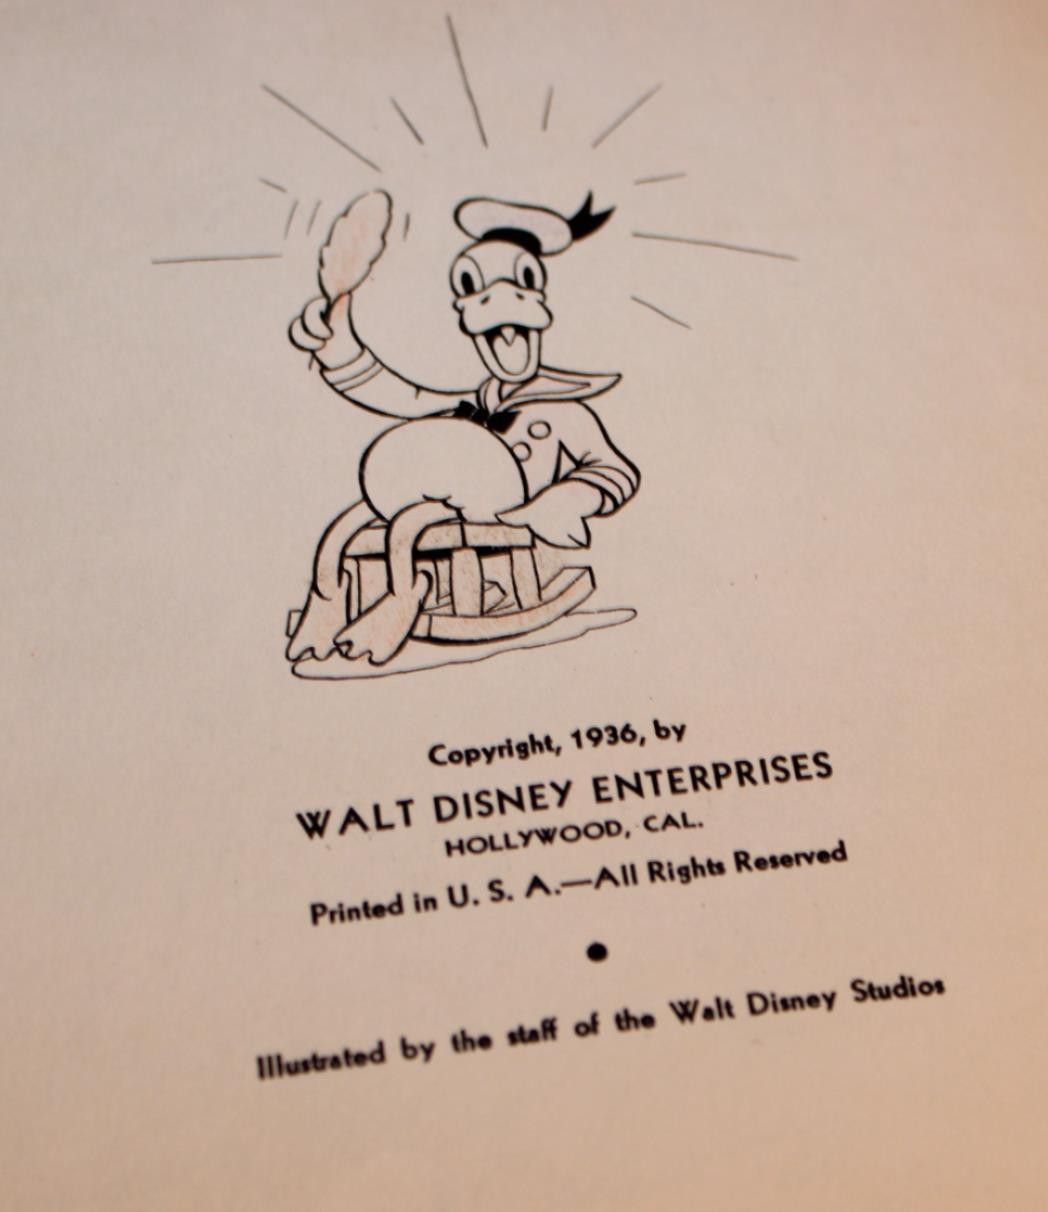 Copyright, 1936, by
WALT DISNEY ENTERPRISES
HOLLYWOOD, CAL.
Printed in U. S. A.—All Rights Reserved
Illustrated by the staff of the Walt Disney Studios